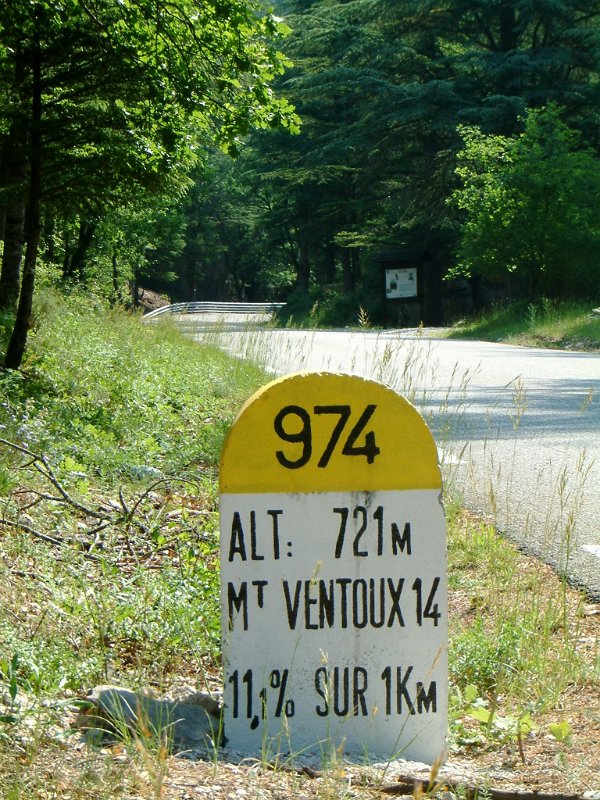 974
ALT: 721M
MT VENTOUX 14
11,1% SUR 1KM